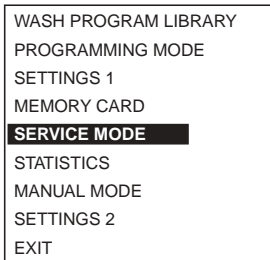 WASH PROGRAM LIBRARY
PROGRAMMING MODE
SETTINGS 1
MEMORY CARD
SERVICE MODE
STATISTICS
MANUAL MODE
SETTINGS 2
EXIT